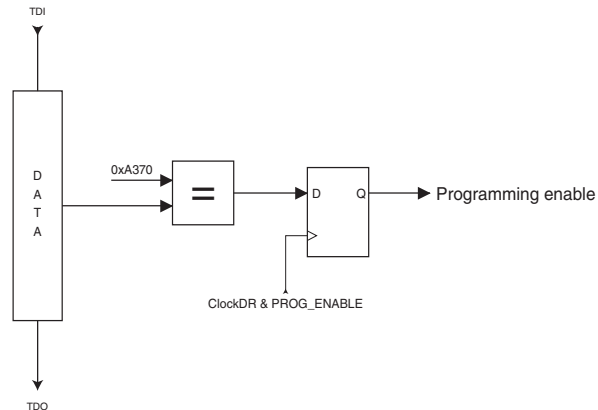 TDI
D
A
T
A
0xA370
=
D Q
Programming enable
ClockDR & PROG_ENABLE
TDO